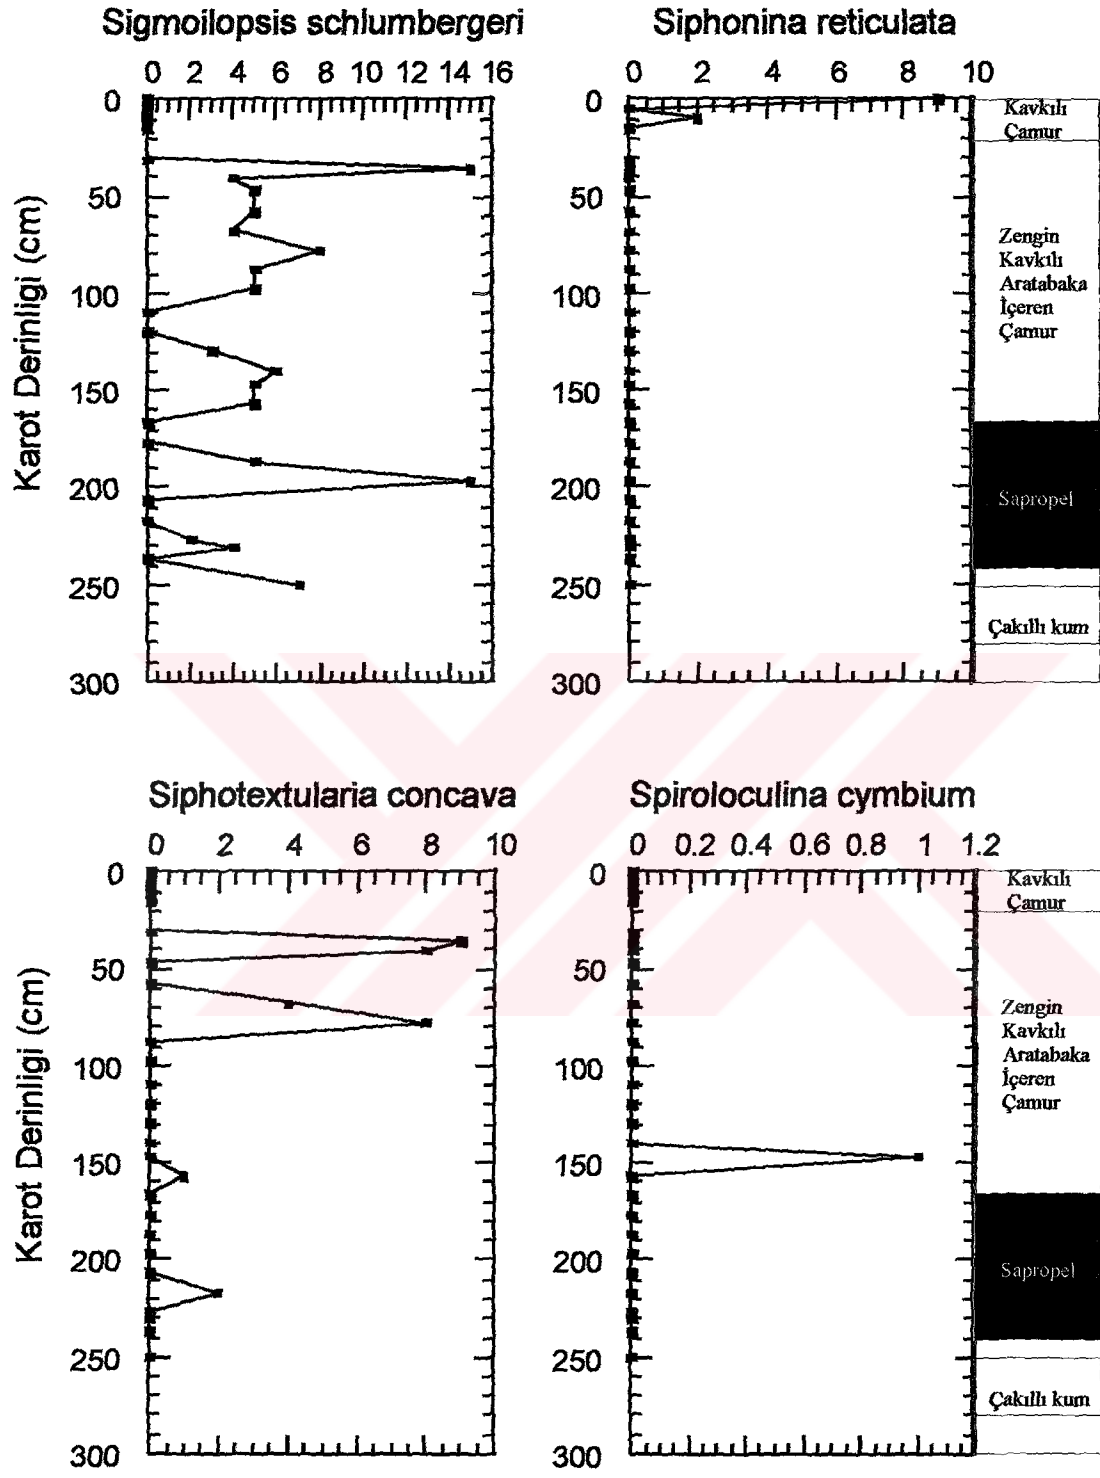 Sigmoilopsis schlumbergeri
0 2 4 6 8 10 12 14 16
Karot Derinligi (cm)
0
50
100
150
200
250
300
Siphonina reticulata
0 2 4 6 8 10
0
50
100
150
200
250
300
Kavkılı
Çamur
Zengin
Kavkılı
Aratabaka
İçeren
Çamur
Sapropel
Çakıllı kum
Siphotextularia concava
0 2 4 6 8 10
Karot Derinligi (cm)
0
50
100
150
200
250
300
Spiroloculina cymbium
0 0.2 0.4 0.6 0.8 1 1.2
0
50
100
150
200
250
300
Kavkılı
Çamur
Zengin
Kavkılı
Aratabaka
İçeren
Çamur
Sapropel
Çakıllı kum